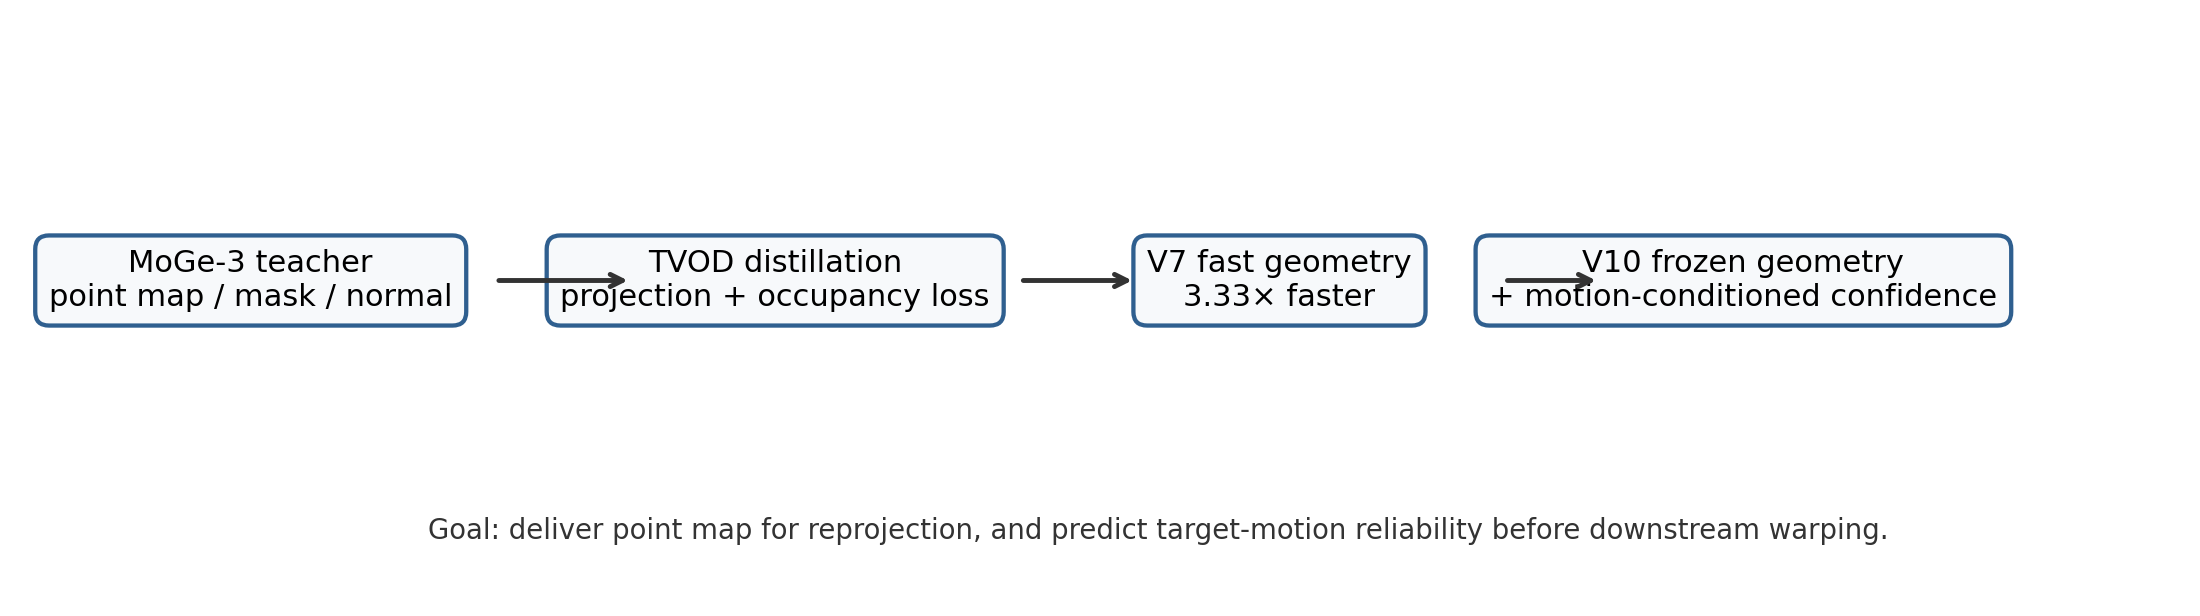 MoGe-3 teacher
point map / mask / normal
TVOD distillation
projection + occupancy loss
V7 fast geometry
3.33× faster
V10 frozen geometry
+ motion-conditioned confidence
Goal: deliver point map for reprojection, and predict target-motion reliability before downstream warping.